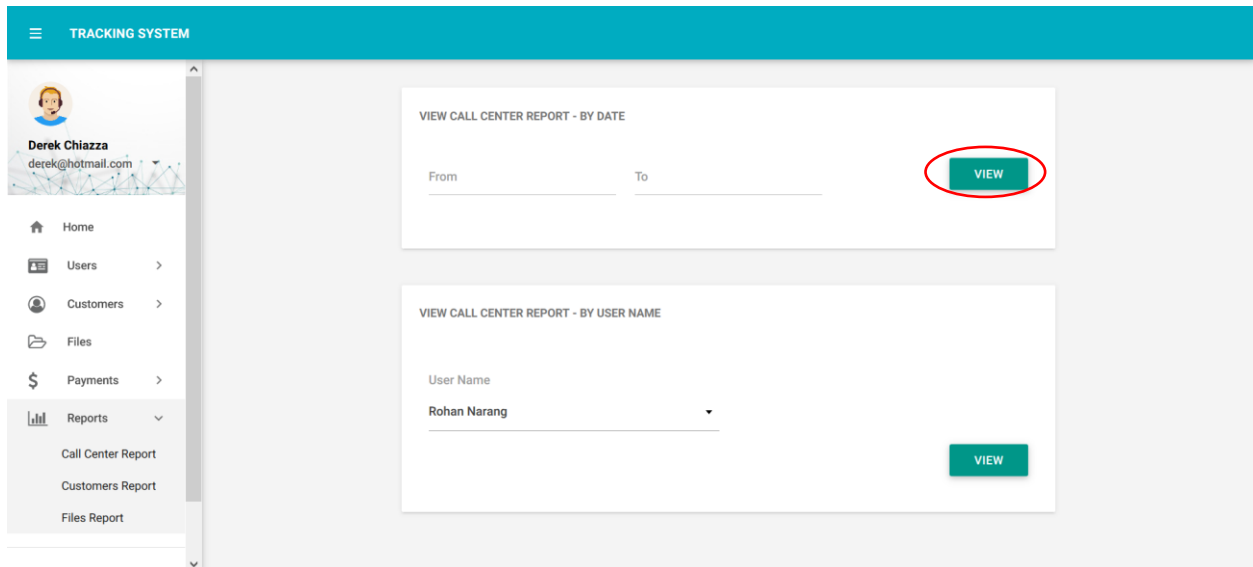 TRACKING SYSTEM
Derek Chiazza
derek@hotmail.com
Home
Users
Customers
Files
Payments
Reports
Call Center Report
Customers Report
Files Report
VIEW CALL CENTER REPORT - BY DATE
From To VIEW
VIEW CALL CENTER REPORT - BY USER NAME
User Name
Rohan Narang
VIEW